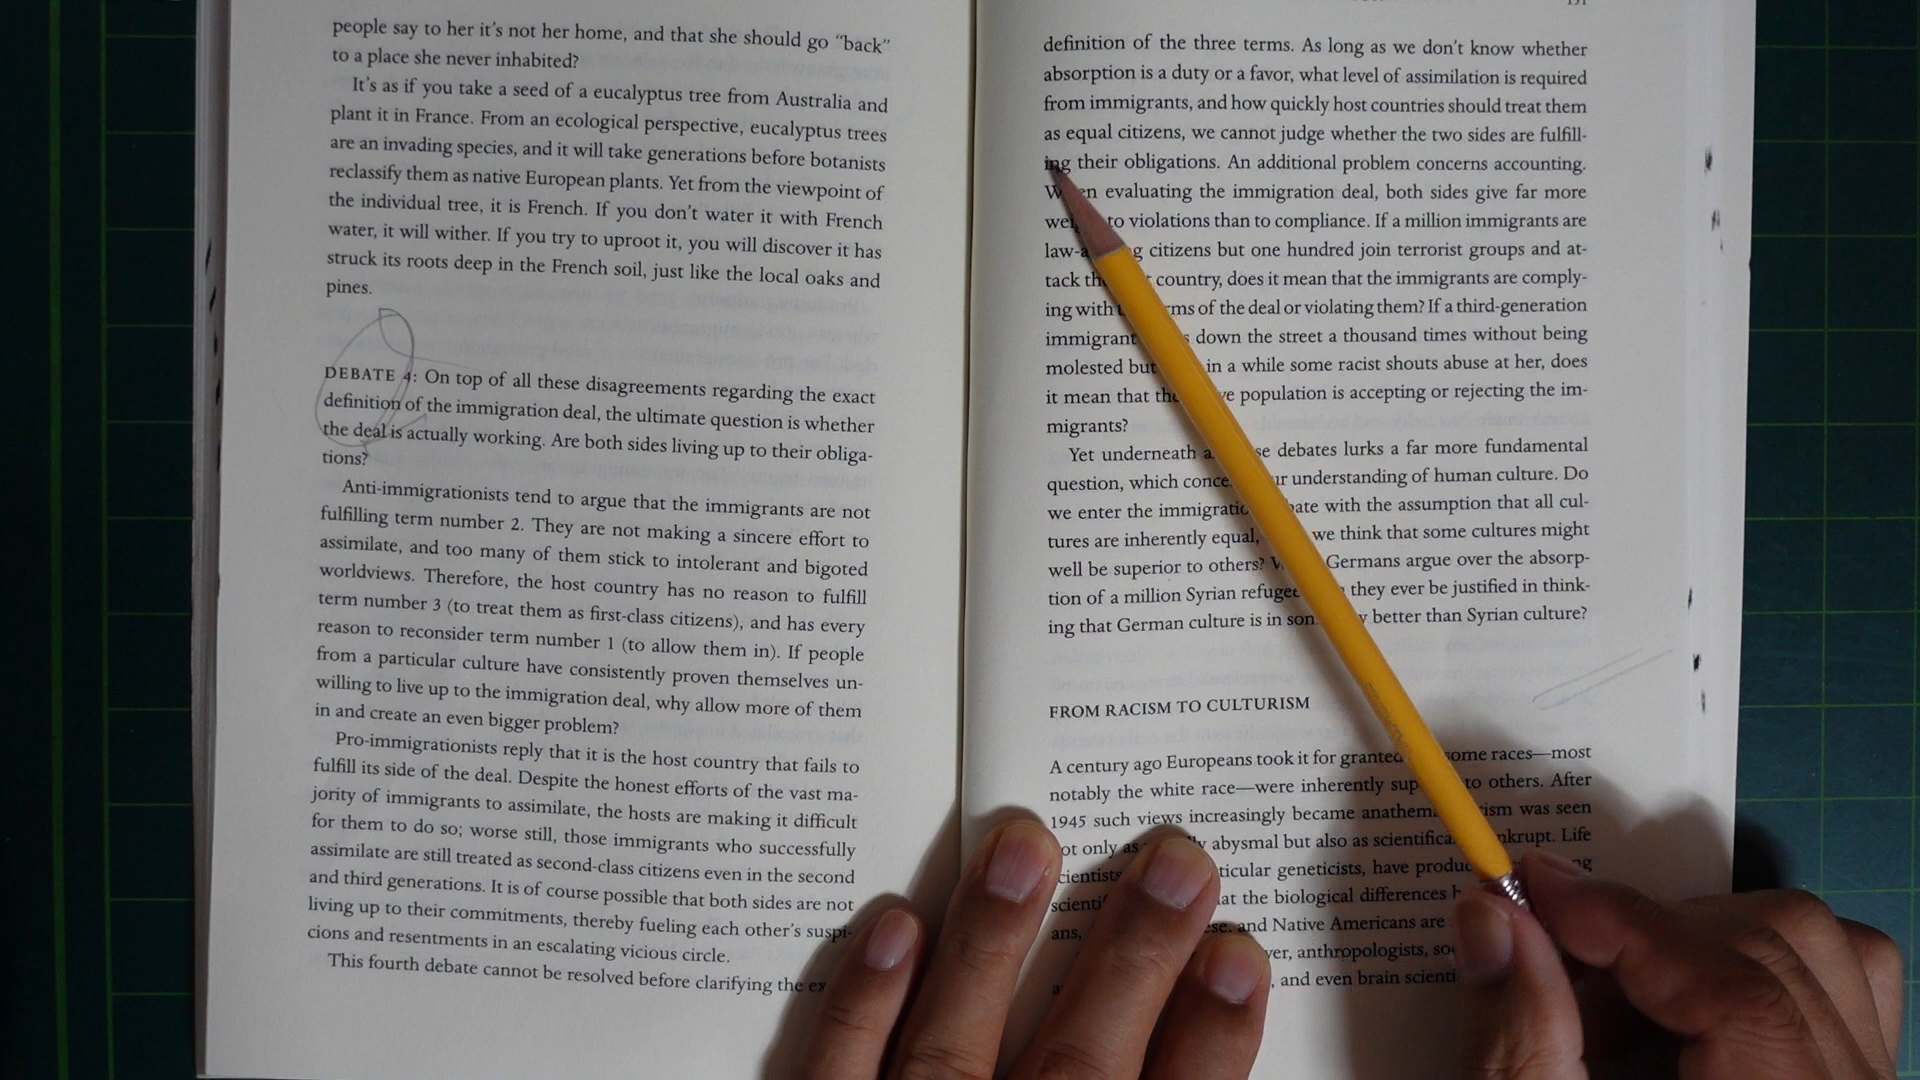 people say to her it's not her home, and that she should go "back"
to a place she never inhabited?
It's as if you take a seed of a eucalyptus tree from Australia and
plant it in France. From an ecological perspective, eucalyptus trees
are an invading species, and it will take generations before botanists
reclassify them as native European plants. Yet from the viewpoint of
the individual tree, it is French. If you don't water it with French
water, it will wither. If you try to uproot it, you will discover it has
struck its roots deep in the French soil, just like the local oaks and
pines.
DEBATE 4: On top of all these disagreements regarding the exact
definition of the immigration deal, the ultimate question is whether
the deal is actually working. Are both sides living up to their obliga-
tions?
Anti-immigrationists tend to argue that the immigrants are not
fulfilling term number 2. They are not making a sincere effort to
assimilate, and too many of them stick to intolerant and bigoted
worldviews. Therefore, the host country has no reason to fulfill
term number 3 (to treat them as first-class citizens), and has every
reason to reconsider term number 1 (to allow them in). If people
from a particular culture have consistently proven themselves un-
willing to live up to the immigration deal, why allow more of them
in and create an even bigger problem?
Pro-immigrationists reply that it is the host country that fails to
fulfill its side of the deal. Despite the honest efforts of the vast ma-
jority of immigrants to assimilate, the hosts are making it difficult
for them to do so; worse still, those immigrants who successfully
assimilate are still treated as second-class citizens even in the second
and third generations. It is of course possible that both sides are not
living up to their commitments, thereby fueling each other's suspi-
cions and resentments in an escalating vicious circle.
This fourth debate cannot be resolved before clarifying the ex
definition of the three terms. As long as we don't know whether
absorption is a duty or a favor, what level of assimilation is required
from immigrants, and how quickly host countries should treat them
as equal citizens, we cannot judge whether the two sides are fulfill-
ing their obligations. An additional problem concerns accounting.
evaluating the immigration deal, both sides give far more
to violations than to compliance. If a million immigrants are
citizens but one hundred join terrorist groups and at-
tack country, does it mean that the immigrants are comply-
ing with of the deal or violating them? If a third-generation
immigrant down the street a thousand times without being
molested but in a while some racist shouts abuse at her, does
it mean that population is accepting or rejecting the im-
migrants?
Yet underneath debates lurks a far more fundamental
question, which understanding of human culture. Do
we enter the with the assumption that all cul-
tures are inherently equal, we think that some cultures might
well be superior to others? Germans argue over the absorp-
tion of a million Syrian they ever be justified in think-
ing that German culture is in better than Syrian culture?
FROM RACISM TO CULTURISM
A century ago Europeans took it for granted some races—most
notably the white race—were inherently to others. After
1945 such views increasingly became was seen
only as abysmal but also as Life
geneticists, have
the biological differences
ans, and Native Americans are
anthropologists,
and even brain